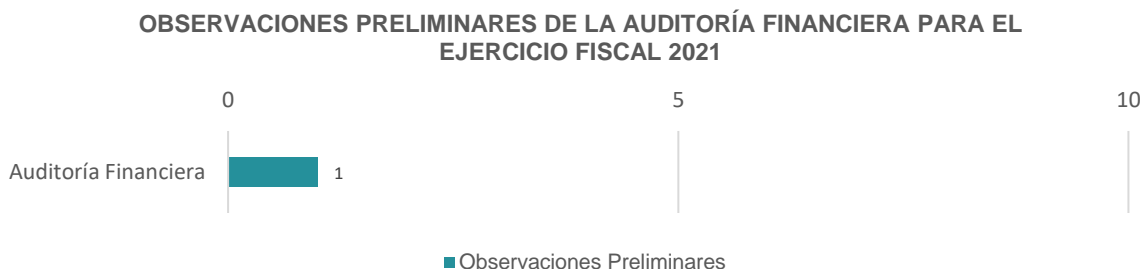 OBSERVACIONES PRELIMINARES DE LA AUDITORÍA FINANCIERA PARA EL
EJERCICIO FISCAL 2021
0 5 10
Auditoría Financiera 1
Observaciones Preliminares